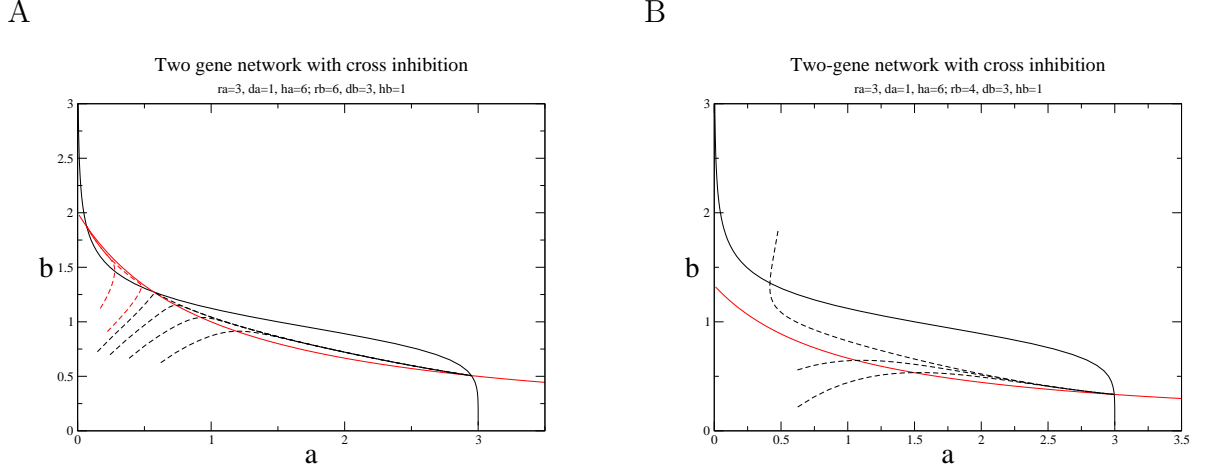 A
Two gene network with cross inhibition
ra=3, da=1, ha=6; rb=6, db=3, hb=1
3
2.5
2
b
1.5
1
0.5
0
0
1
2
3
a
B
Two-gene network with cross inhibition
ra=3, da=1, ha=6; rb=4, db=3, hb=1
3
2
b
1
0
0
0.5
1
1.5
2
2.5
3
3.5
a